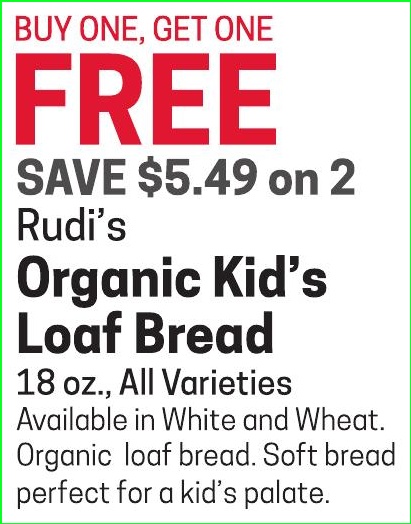 BUY ONE, GET ONE
FREE
SAVE $5.49 on 2
Rudi's
Organic Kid's
Loaf Bread
18 oz., All Varieties
Available in White and Wheat.
Organic loaf bread. Soft bread
perfect for a kid's palate.